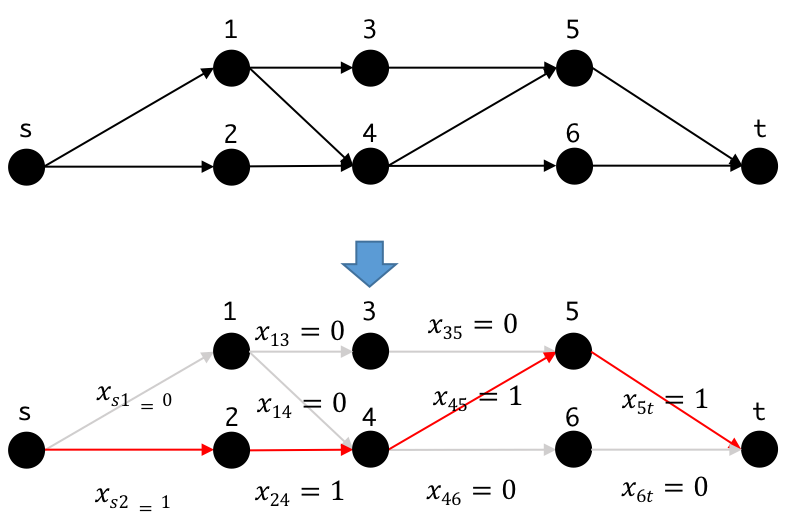 1 3 5
s 2 4 6 t
1 3 5
x₁₃ = 0 x₃₅ = 0
xₛ₁ = 0 x₁₄ = 0 x₄₅ = 1 x₅ₜ = 1
s 2 4 6 t
xₛ₂ = 1 x₂₄ = 1 x₄₆ = 0 x₆ₜ = 0